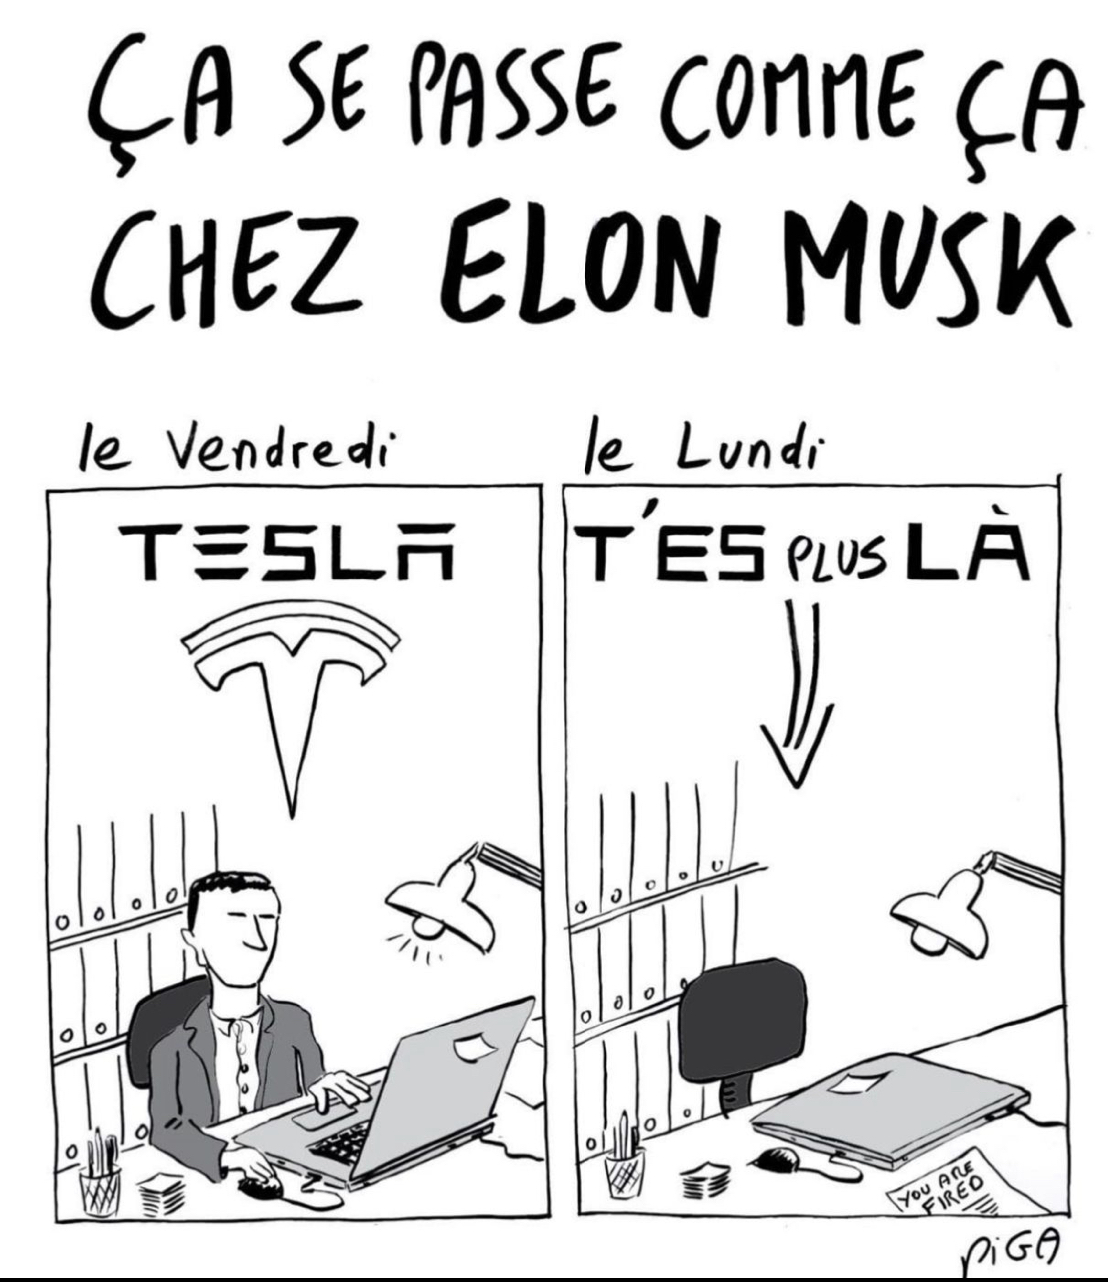 ÇA SE PASSE COMME ÇA
CHEZ ELON MUSK
le Vendredi
TESLA
le Lundi
T'ES PLUS LÀ
YOU ARE
FIRED
PIGA